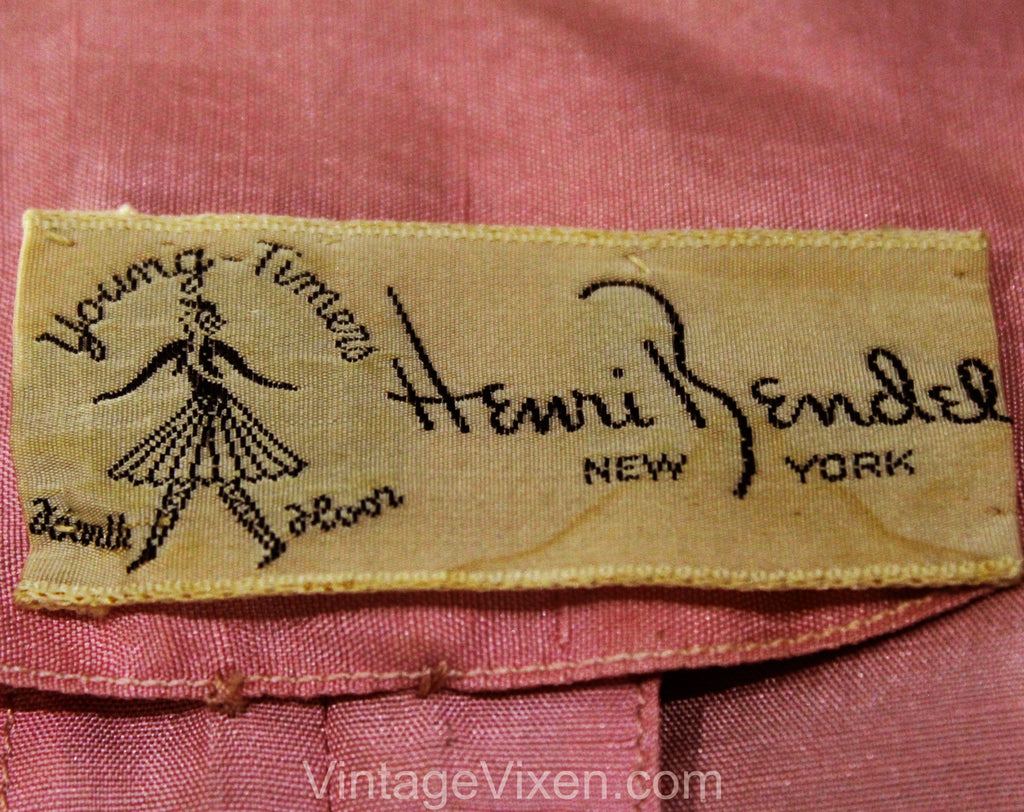 Young-Timers
Henri Bendel
NEW YORK
Tenth Floor
VintageVixen.com